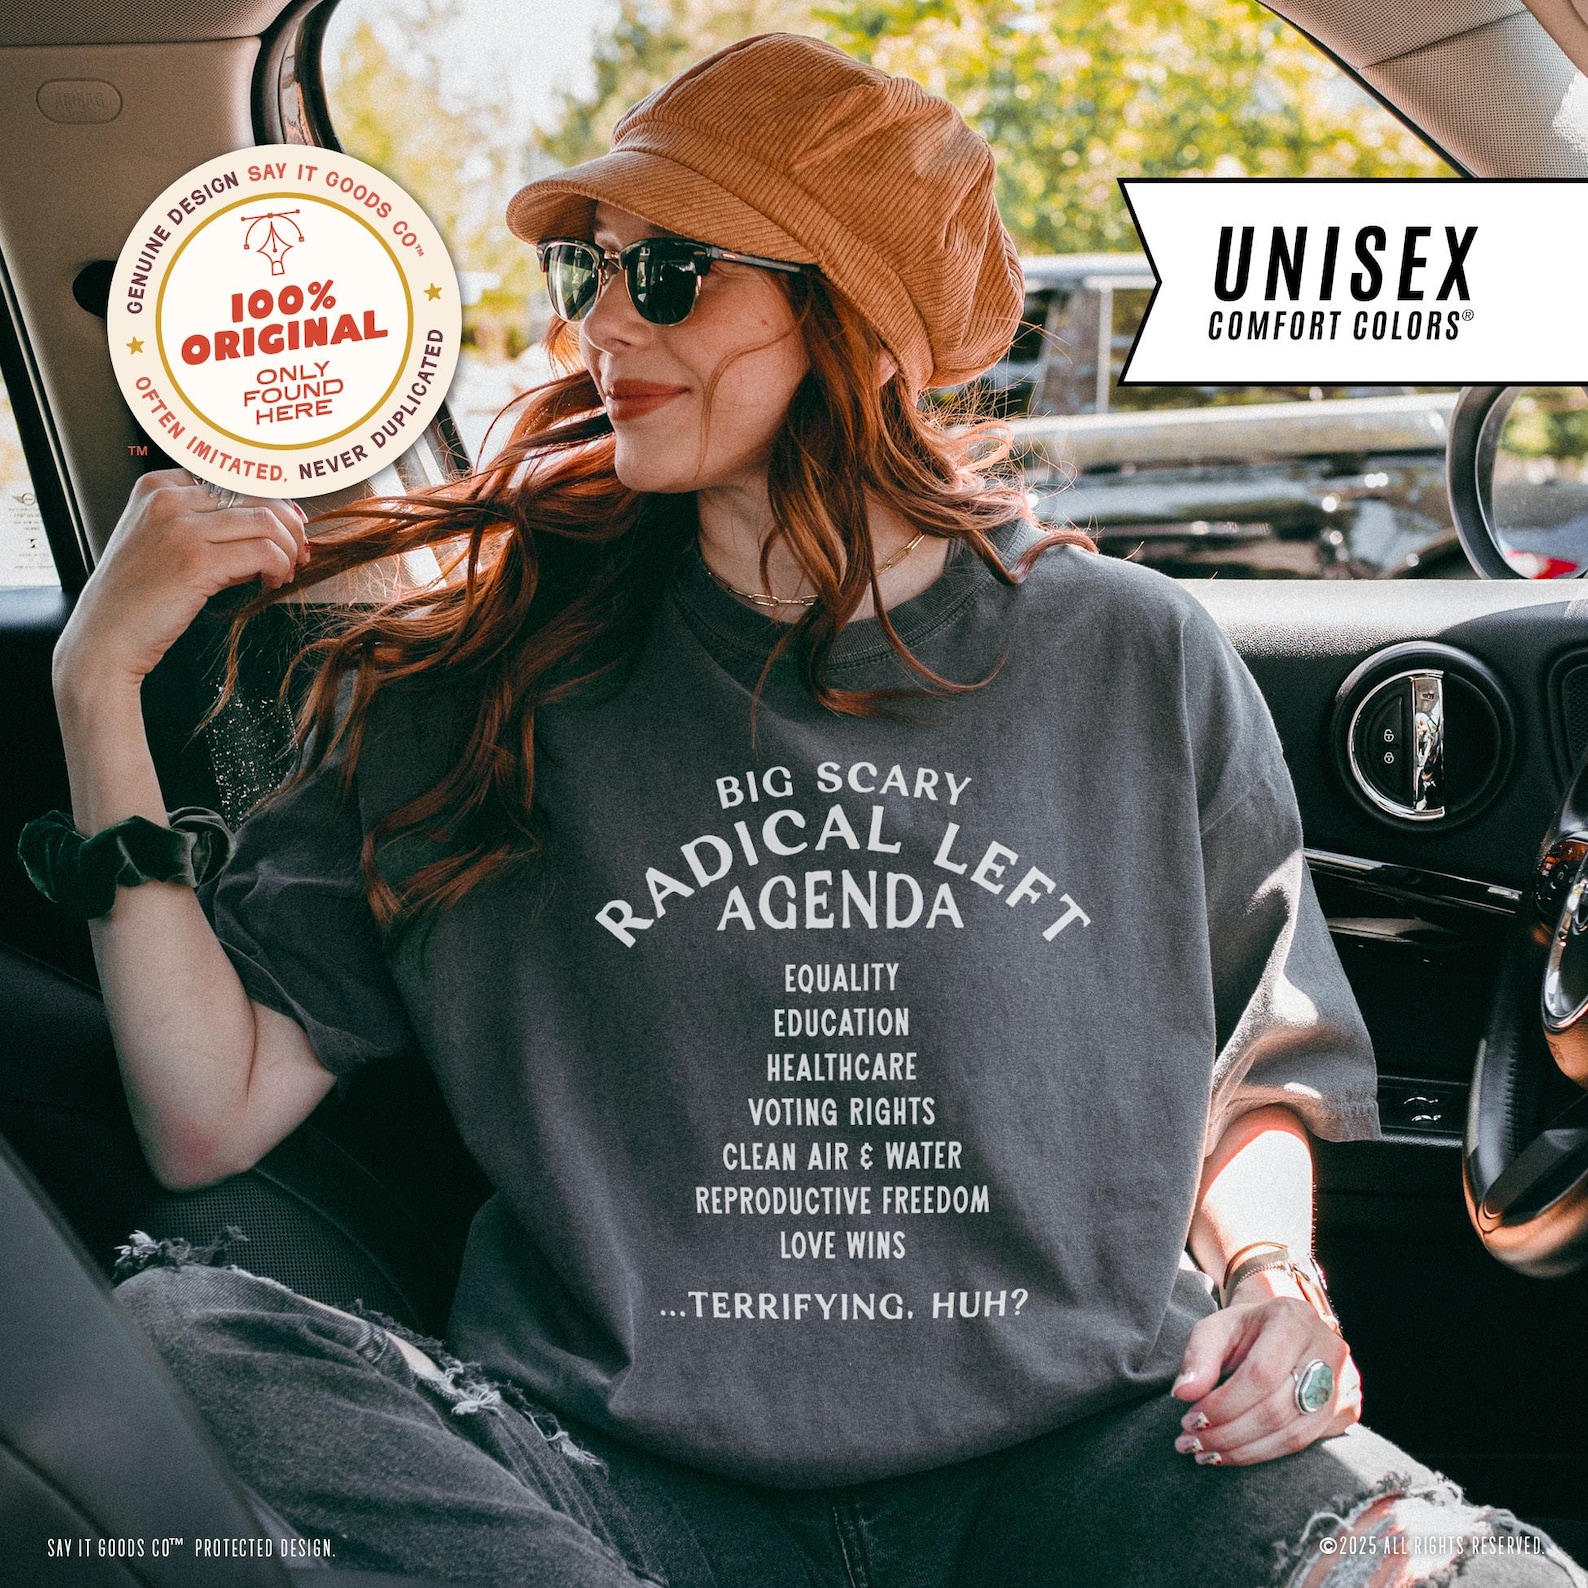 AIRBAG
GENUINE DESIGN SAY IT GOODS CO™
100%
ORIGINAL
ONLY
FOUND
HERE
OFTEN IMITATED, NEVER DUPLICATED
TM
UNISEX
COMFORT COLORS®
BIG SCARY
RADICAL LEFT
AGENDA
EQUALITY
EDUCATION
HEALTHCARE
VOTING RIGHTS
CLEAN AIR & WATER
REPRODUCTIVE FREEDOM
LOVE WINS
...TERRIFYING, HUH?
SAY IT GOODS CO™ PROTECTED DESIGN.
©2025 ALL RIGHTS RESERVED.